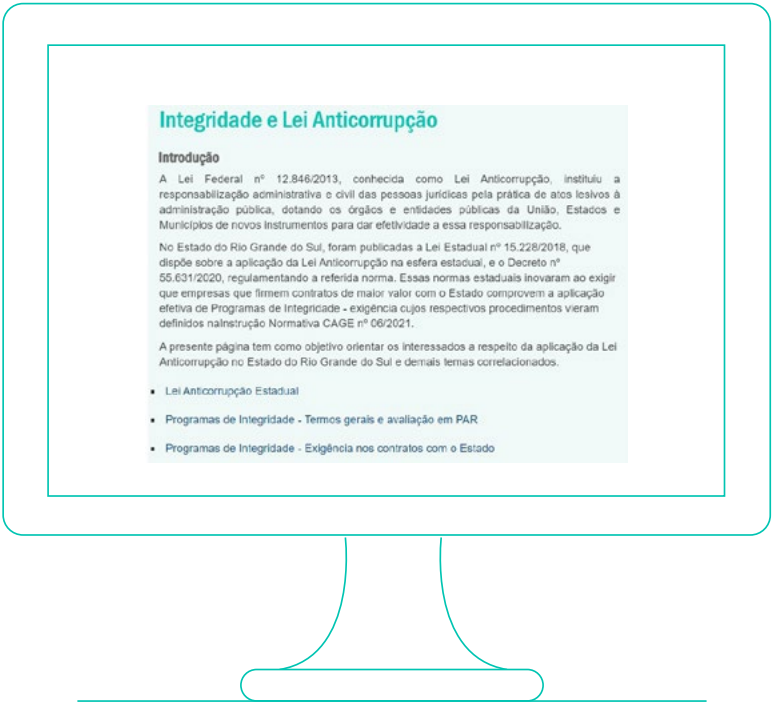 Integridade e Lei Anticorrupção
Introdução
A Lei Federal nº 12.846/2013, conhecida como Lei Anticorrupção, instituiu a
responsabilização administrativa e civil das pessoas jurídicas pela prática de atos lesivos à
administração pública, dotando os órgãos e entidades públicas da União, Estados e
Municípios de novos instrumentos para dar efetividade a essa responsabilização.
No Estado do Rio Grande do Sul, foram publicadas a Lei Estadual nº 15.228/2018, que
dispõe sobre a aplicação da Lei Anticorrupção na esfera estadual, e o Decreto nº
55.631/2020, regulamentando a referida norma. Essas normas estaduais inovaram ao exigir
que empresas que firmem contratos de maior valor com o Estado comprovem a aplicação
efetiva de Programas de Integridade - exigência cujos respectivos procedimentos vieram
definidos naInstrução Normativa CAGE nº 06/2021.
A presente página tem como objetivo orientar os interessados a respeito da aplicação da Lei
Anticorrupção no Estado do Rio Grande do Sul e demais temas correlacionados.
▪ Lei Anticorrupção Estadual
▪ Programas de Integridade - Termos gerais e avaliação em PAR
▪ Programas de Integridade - Exigência nos contratos com o Estado